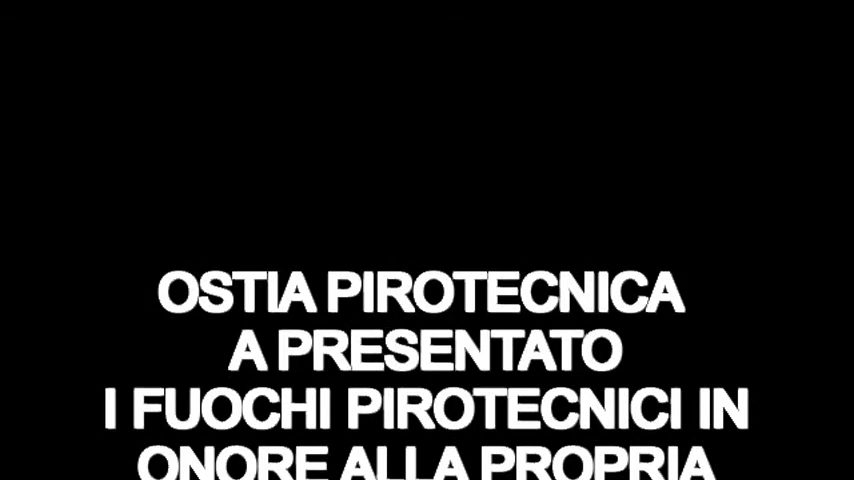 OSTIA PIROTECNICA
A PRESENTATO
I FUOCHI PIROTECNICI IN
ONORE ALLA PROPRIA